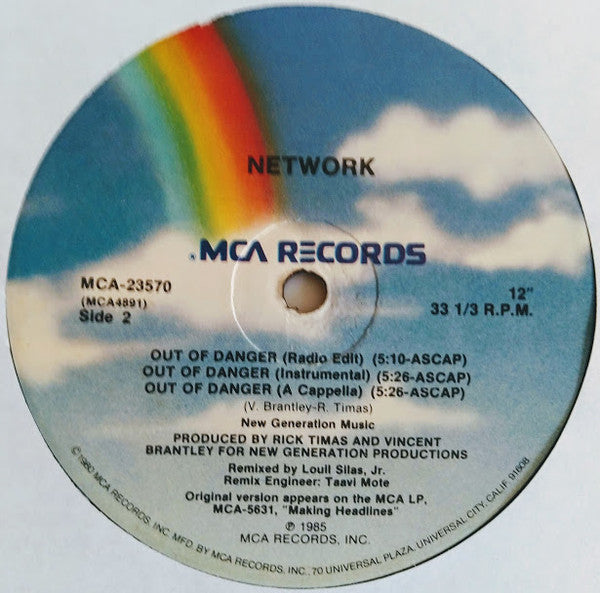 NETWORK
MCA RECORDS
MCA-23570
(MCA4891)
Side 2
12"
33 1/3 R.P.M.
OUT OF DANGER (Radio Edit) (5:10-ASCAP)
OUT OF DANGER (Instrumental) (5:26-ASCAP)
OUT OF DANGER (A Cappella) (5:26-ASCAP)
(V. Brantley-R. Timas)
New Generation Music
PRODUCED BY RICK TIMAS AND VINCENT
BRANTLEY FOR NEW GENERATION PRODUCTIONS
Remixed by Louil Silas, Jr.
Remix Engineer: Taavi Mote
Original version appears on the MCA LP,
MCA-5631, "Making Headlines"
℗ 1985
MCA RECORDS, INC.
©1980 MCA RECORDS, INC. MFD. BY MCA RECORDS, INC., 70 UNIVERSAL PLAZA, UNIVERSAL CITY, CALIF. 91608